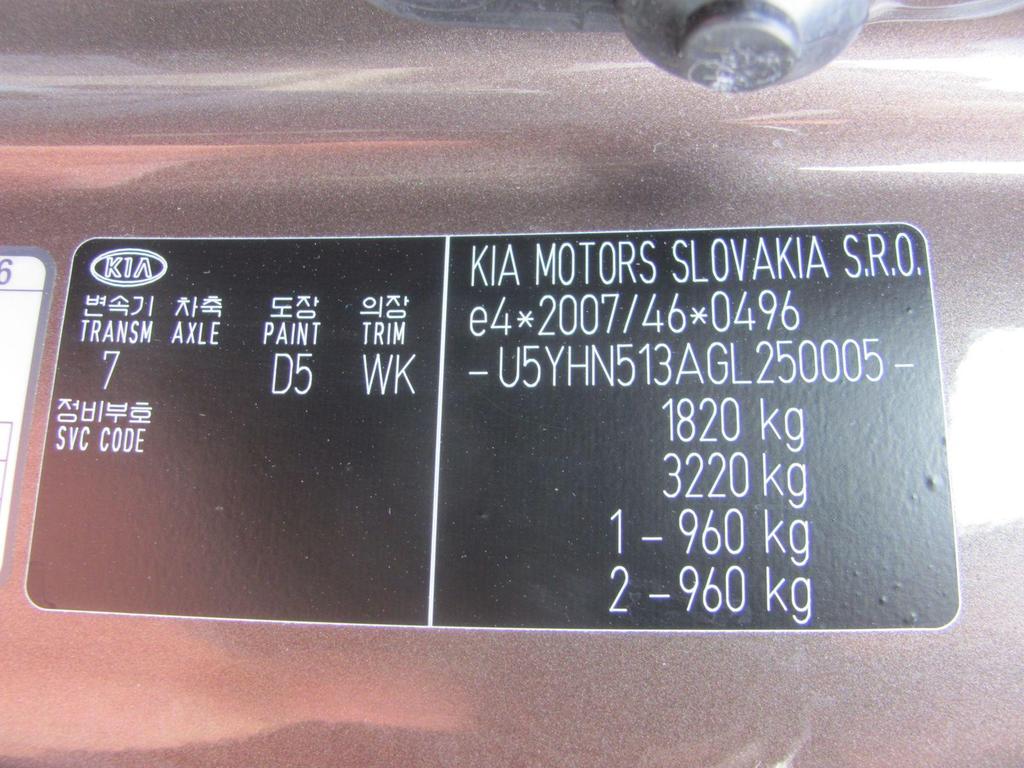 6
KIA
변속기 차축 도장 의장
TRANSM AXLE PAINT TRIM
7 D5 WK
정비부호
SVC CODE
KIA MOTORS SLOVAKIA S.R.O.
e4*2007/46*0496
-U5YHN513AGL250005-
1820 kg
3220 kg
1 - 960 kg
2 - 960 kg